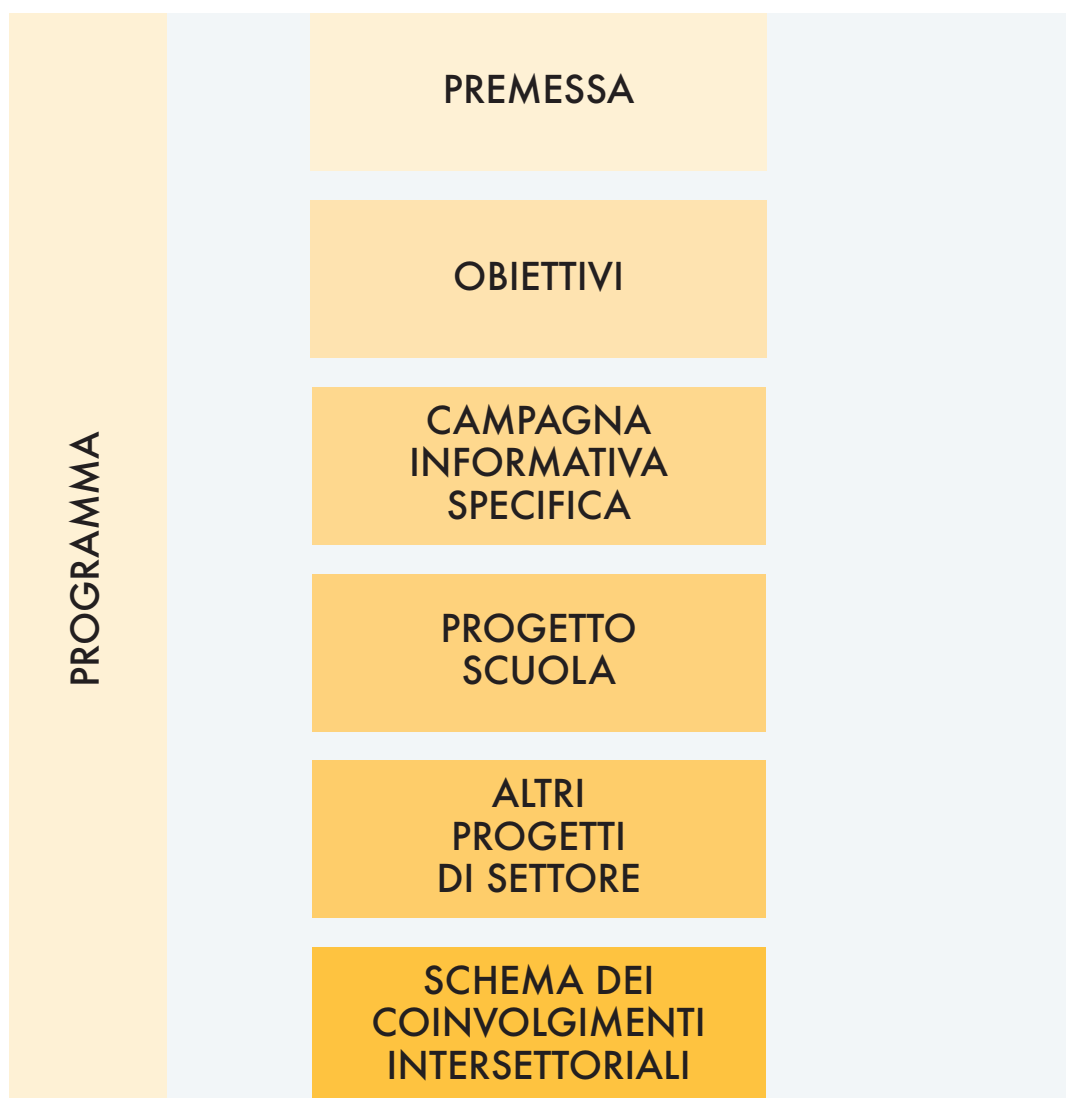 PROGRAMMA
PREMESSA
OBIETTIVI
CAMPAGNA
INFORMATIVA
SPECIFICA
PROGETTO
SCUOLA
ALTRI
PROGETTI
DI SETTORE
SCHEMA DEI
COINVOLGIMENTI
INTERSETTORIALI